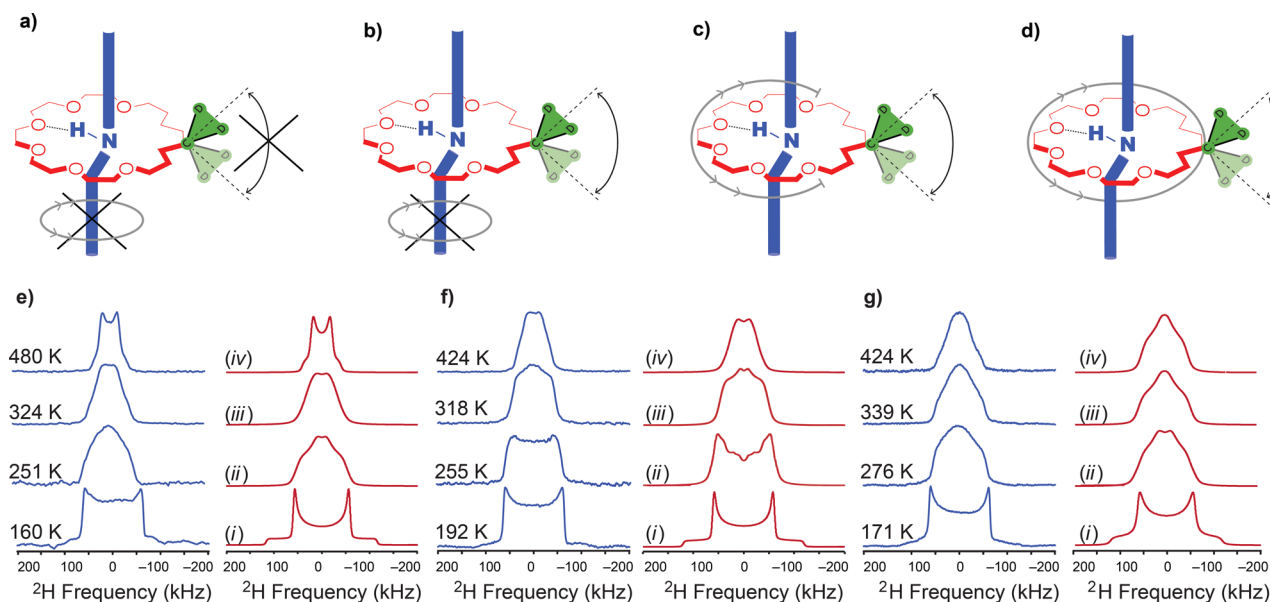 a) b) c) d)
O O O O
H H H H
N N N N
O O O O
C C C C
D D D D
D D D D
O O O O
D D D D
D D D D
O O O O
O O O O
e) f) g)
480 K (iv) 424 K (iv) 424 K (iv)
324 K (iii) 318 K (iii) 339 K (iii)
251 K (ii) 255 K (ii) 276 K (ii)
160 K (i) 192 K (i) 171 K (i)
200 100 0 −100 −200 200 100 0 −100 −200 200 100 0 −100 −200 200 100 0 −100 −200 200 100 0 −100 −200 200 100 0 −100 −200
²H Frequency (kHz) ²H Frequency (kHz) ²H Frequency (kHz) ²H Frequency (kHz) ²H Frequency (kHz) ²H Frequency (kHz)